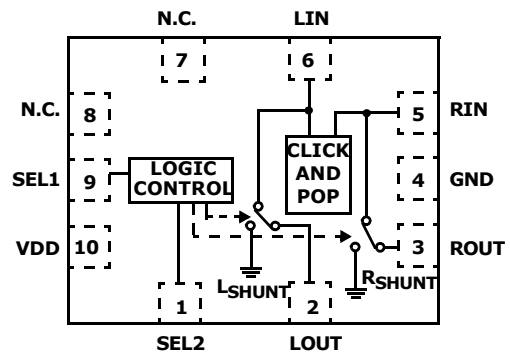 N.C.
LIN
7
6
N.C.
8
5
RIN
SEL1
9
LOGIC
CONTROL
CLICK
AND
POP
4
GND
VDD
10
3
ROUT
LSHUNT
RSHUNT
1
2
SEL2
LOUT